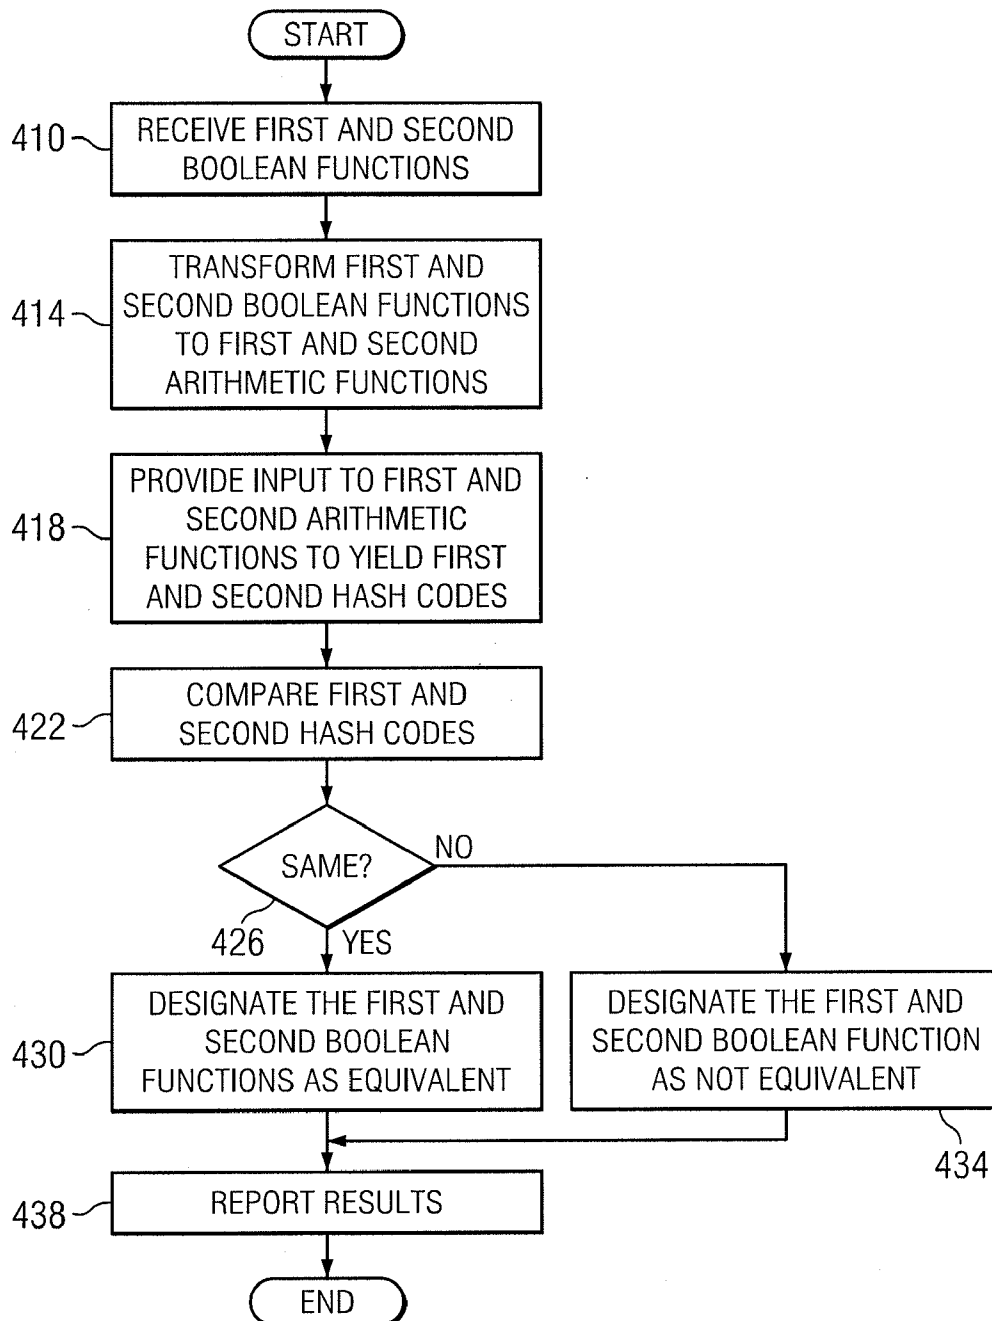 START
410
RECEIVE FIRST AND SECOND
BOOLEAN FUNCTIONS
414
TRANSFORM FIRST AND
SECOND BOOLEAN FUNCTIONS
TO FIRST AND SECOND
ARITHMETIC FUNCTIONS
418
PROVIDE INPUT TO FIRST AND
SECOND ARITHMETIC
FUNCTIONS TO YIELD FIRST
AND SECOND HASH CODES
422
COMPARE FIRST AND
SECOND HASH CODES
SAME?
NO
426
YES
430
DESIGNATE THE FIRST AND
SECOND BOOLEAN
FUNCTIONS AS EQUIVALENT
DESIGNATE THE FIRST AND
SECOND BOOLEAN FUNCTION
AS NOT EQUIVALENT
434
438
REPORT RESULTS
END